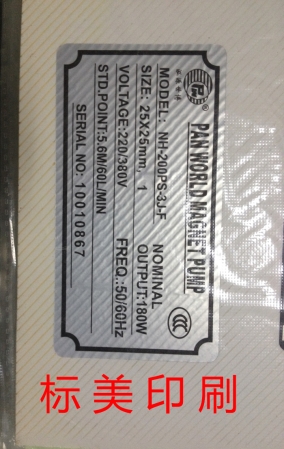 PAN WORLD MAGNET PUMP
MODEL: NH-200PS-3J-F
SIZE: 25X25mm, 1
NOMINAL
OUTPUT:180W
VOLTAGE:220/380V
FREQ.:50/60Hz
STD.POINT:5.6M/60L/MIN
SERIAL NO: 10010867
标美印刷